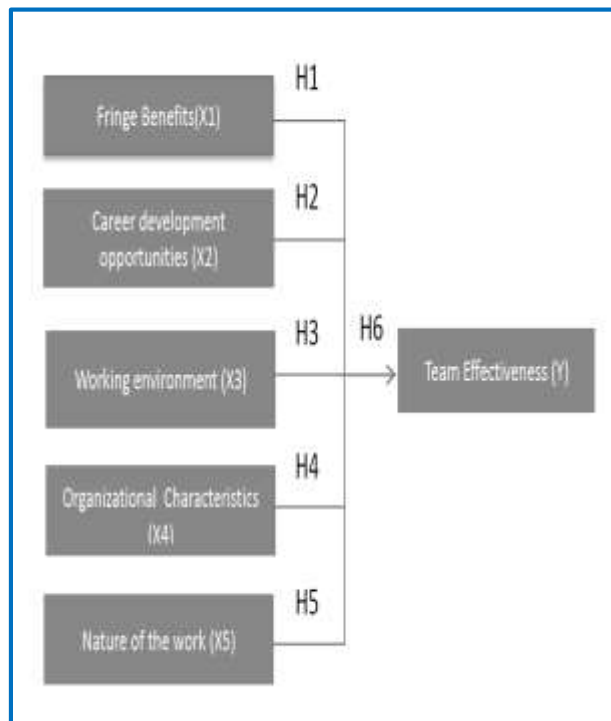 H1
Fringe Benefits(X1)
H2
Career development
opportunities (X2)
H3
H6
Working environment (X3)
Team Effectiveness (Y)
H4
Organizational Characteristics
(X4)
H5
Nature of the work (X5)